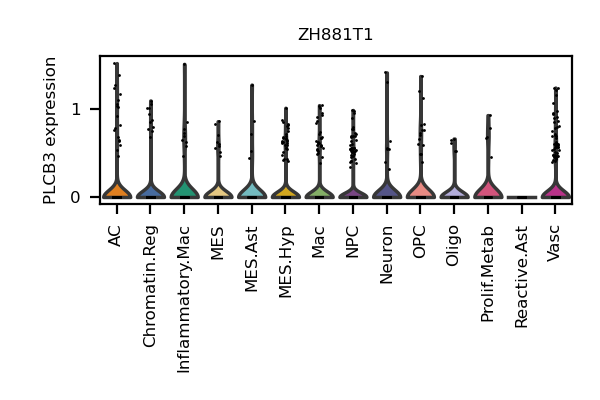 ZH881T1
PLCB3 expression
1
0
AC
Chromatin.Reg
Inflammatory.Mac
MES
MES.Ast
MES.Hyp
Mac
NPC
Neuron
OPC
Oligo
Prolif.Metab
Reactive.Ast
Vasc